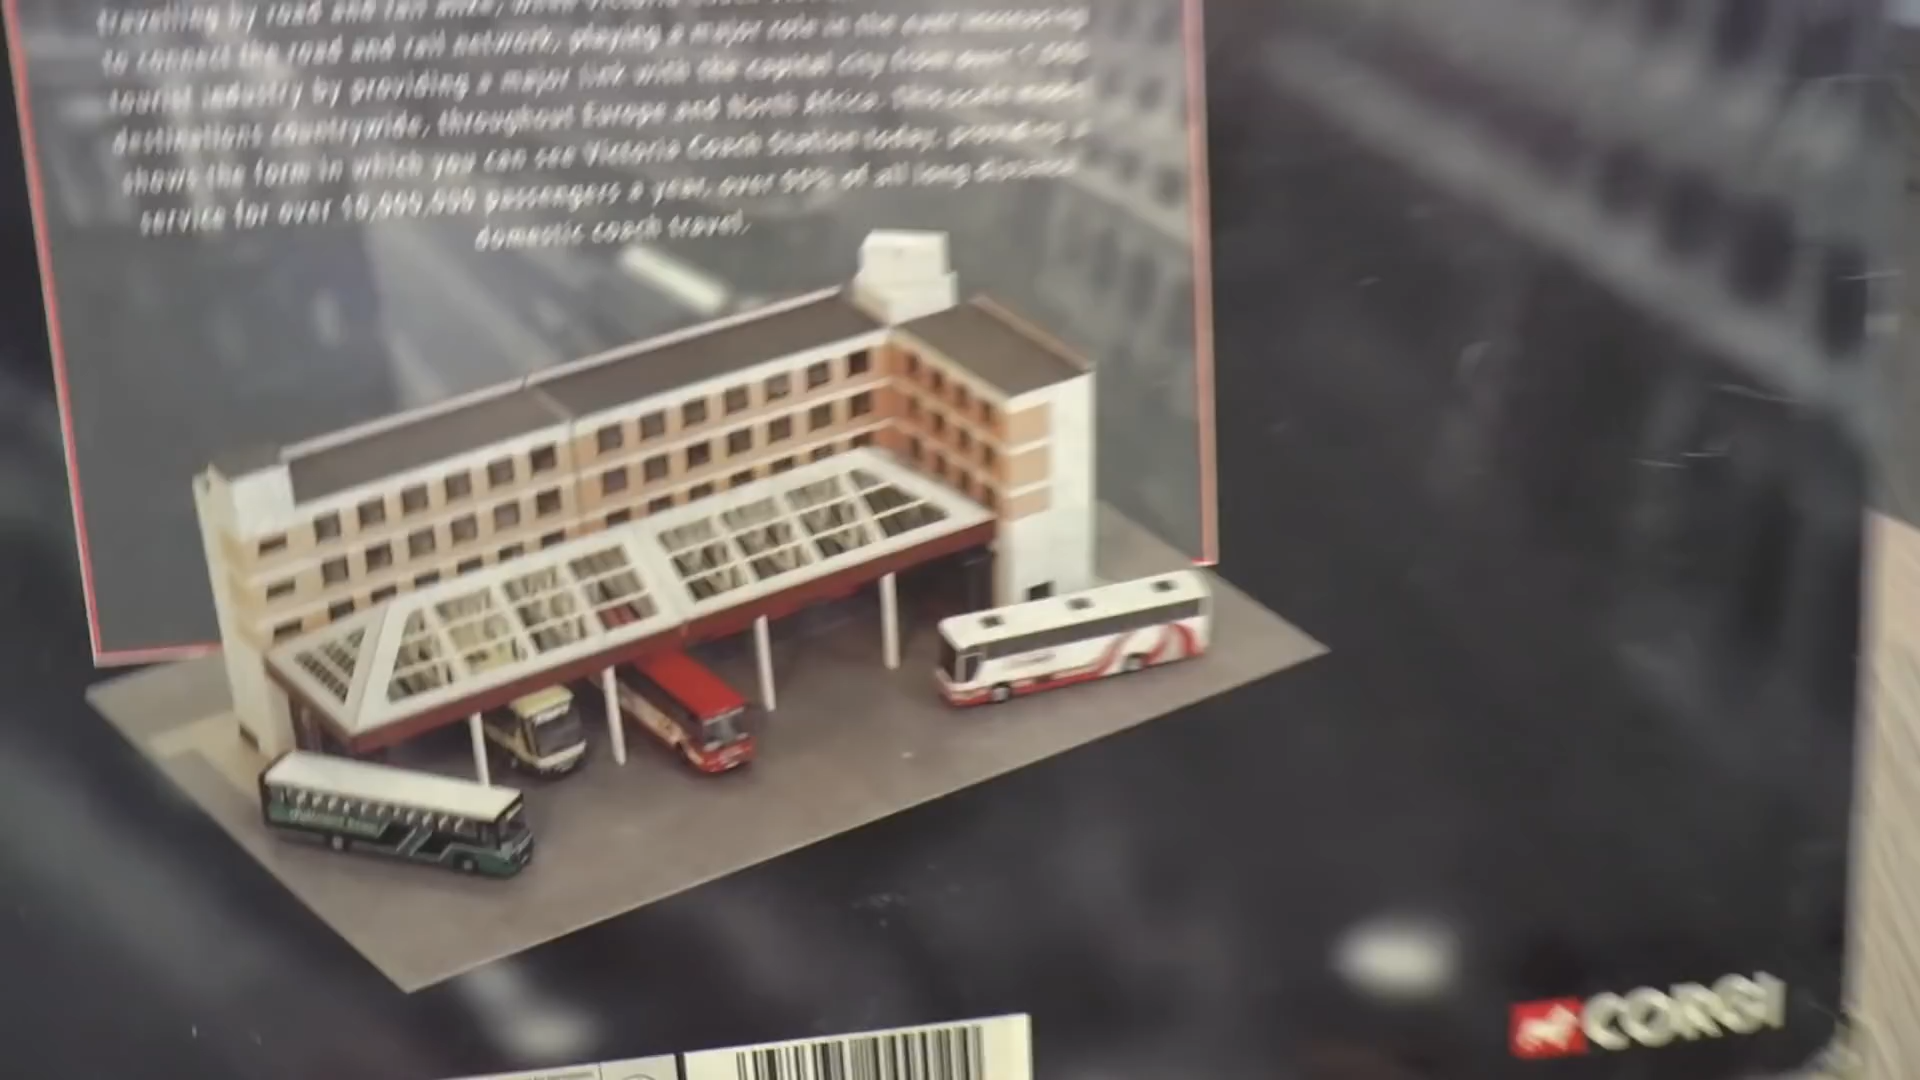 travelling by road and rail alike, when Victoria Coach
to connect the road and rail network, playing a major role in the ever increasing
tourist industry by providing a major link with the capital city from over
destinations countrywide, throughout Europe and North Africa. This scale model
shows the form in which you can see Victoria Coach Station today, providing a
service for over 10,000,000 passengers a year, over 90% of all long distance
domestic coach travel.
CORGI